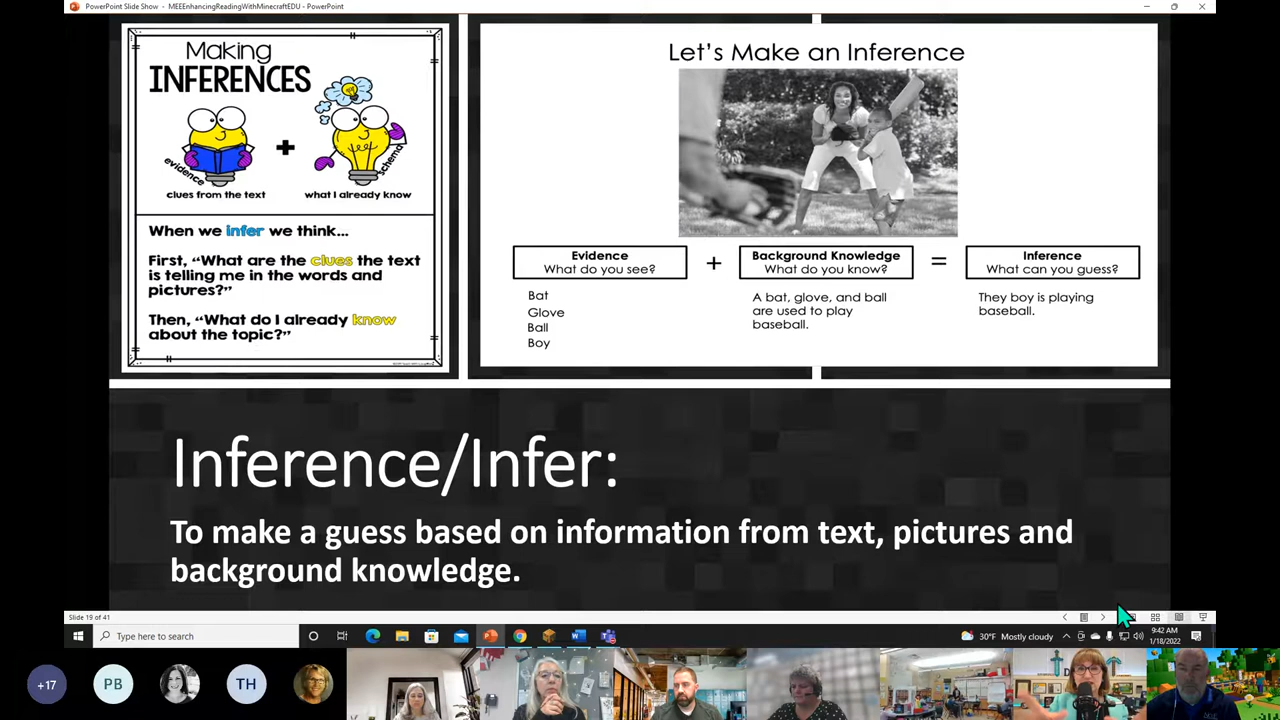 PowerPoint Slide Show - MEEEnhancingReadingWithMinecraftEDU - PowerPoint
Making
INFERENCES
+
evidence
schema
clues from the text
what I already know
When we infer we think...
First, “What are the clues the text
is telling me in the words and
pictures?”
Then, “What do I already know
about the topic?”
Let’s Make an Inference
Evidence
What do you see?
+
Background Knowledge
What do you know?
=
Inference
What can you guess?
Bat
Glove
Ball
Boy
A bat, glove, and ball
are used to play
baseball.
They boy is playing
baseball.
Inference/Infer:
To make a guess based on information from text, pictures and
background knowledge.
Slide 19 of 41
Type here to search
30°F Mostly cloudy
9:42 AM
1/18/2022
+17
PB
TH